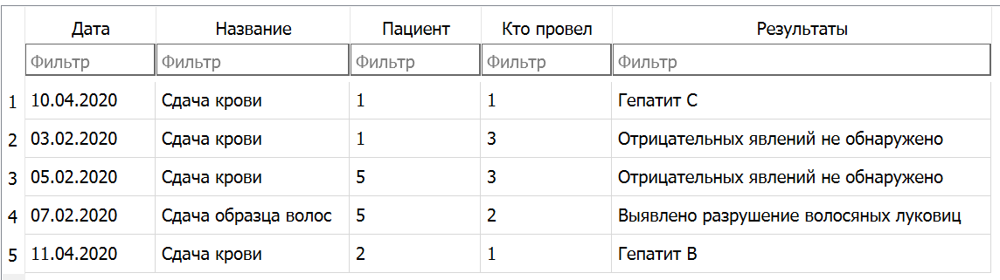 Дата Название Пациент Кто провел Результаты
Фильтр Фильтр Фильтр Фильтр Фильтр
1 10.04.2020 Сдача крови 1 1 Гепатит С
2 03.02.2020 Сдача крови 1 3 Отрицательных явлений не обнаружено
3 05.02.2020 Сдача крови 5 3 Отрицательных явлений не обнаружено
4 07.02.2020 Сдача образца волос 5 2 Выявлено разрушение волосяных луковиц
5 11.04.2020 Сдача крови 2 1 Гепатит В